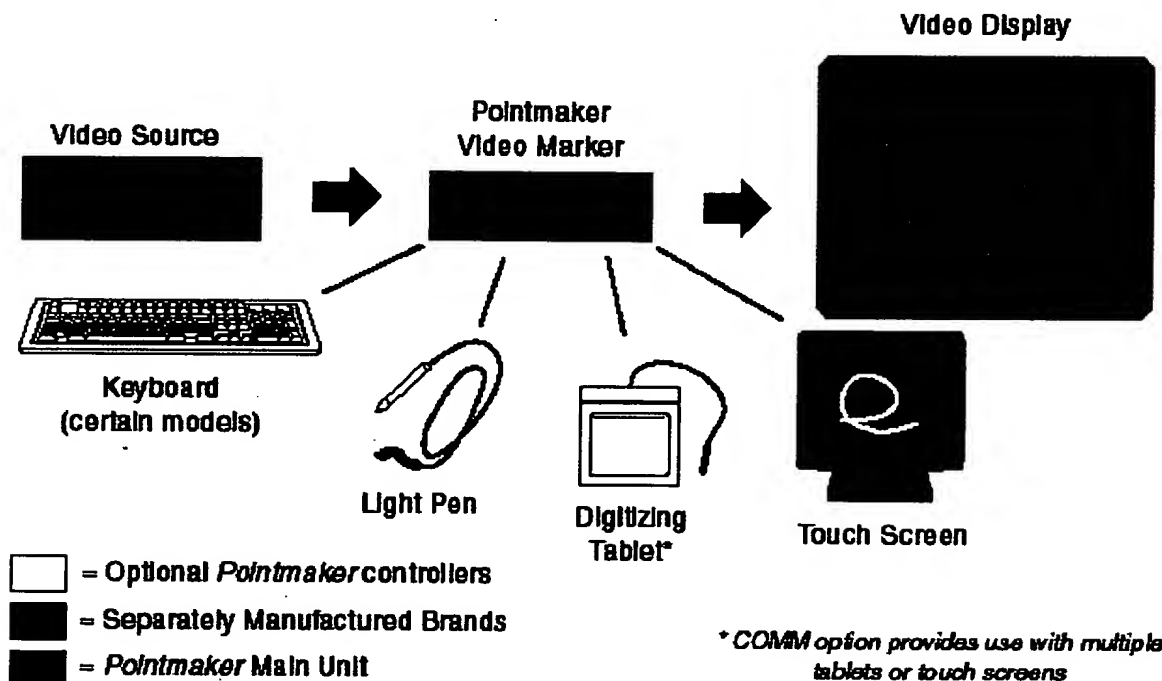 Video Display
Pointmaker
Video Marker
Video Source
Keyboard
(certain models)
Light Pen
Digitizing
Tablet*
Touch Screen
= Optional Pointmaker controllers
= Separately Manufactured Brands
= Pointmaker Main Unit
* COMM option provides use with multiple
tablets or touch screens